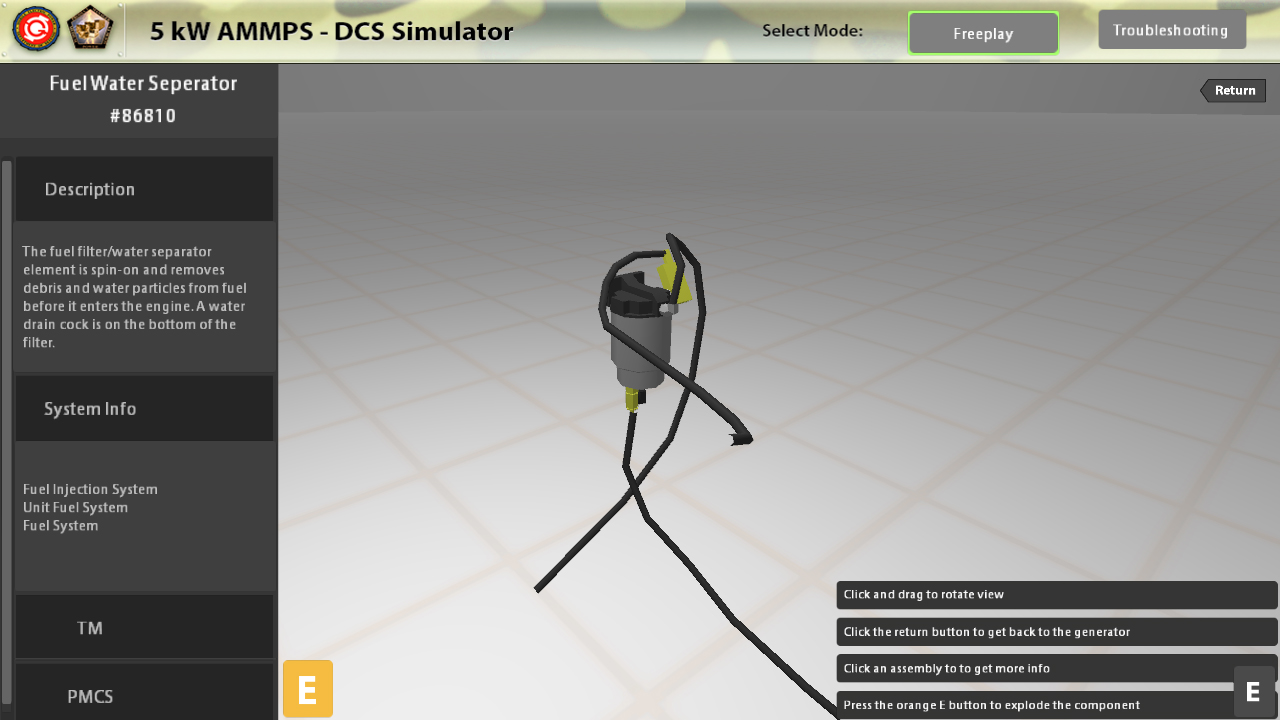 5 kW AMMPS - DCS Simulator
Select Mode:
Freeplay
Troubleshooting
Fuel Water Seperator
#86810
Return
Description
The fuel filter/water separator
element is spin-on and removes
debris and water particles from fuel
before it enters the engine. A water
drain cock is on the bottom of the
filter.
System Info
Fuel Injection System
Unit Fuel System
Fuel System
TM
PMCS
Click and drag to rotate view
Click the return button to get back to the generator
Click an assembly to to get more info
Press the orange E button to explode the component
E
E